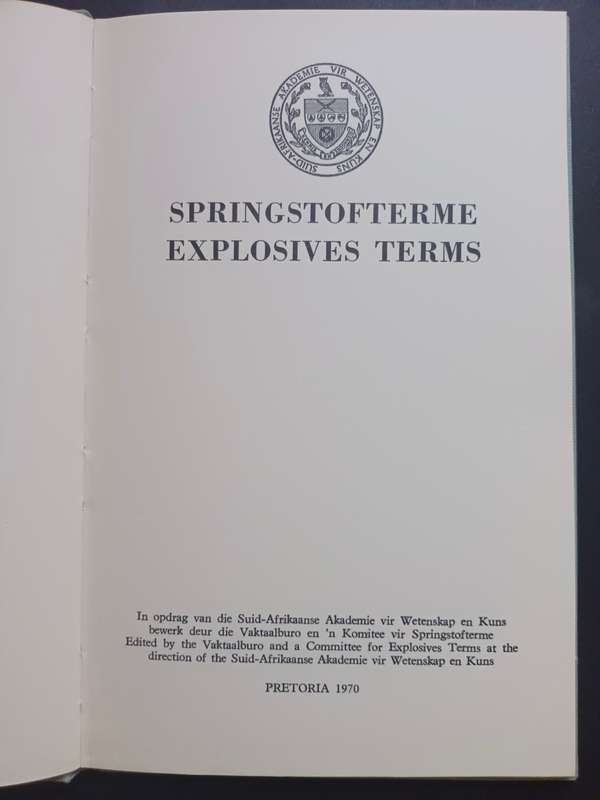 SUID-AFRIKAANSE AKADEMIE VIR WETENSKAP EN KUNS
SPRINGSTOFTERME
EXPLOSIVES TERMS
In opdrag van die Suid-Afrikaanse Akademie vir Wetenskap en Kuns
bewerk deur die Vaktaalburo en 'n Komitee vir Springstofterme
Edited by the Vaktaalburo and a Committee for Explosives Terms at the
direction of the Suid-Afrikaanse Akademie vir Wetenskap en Kuns
PRETORIA 1970